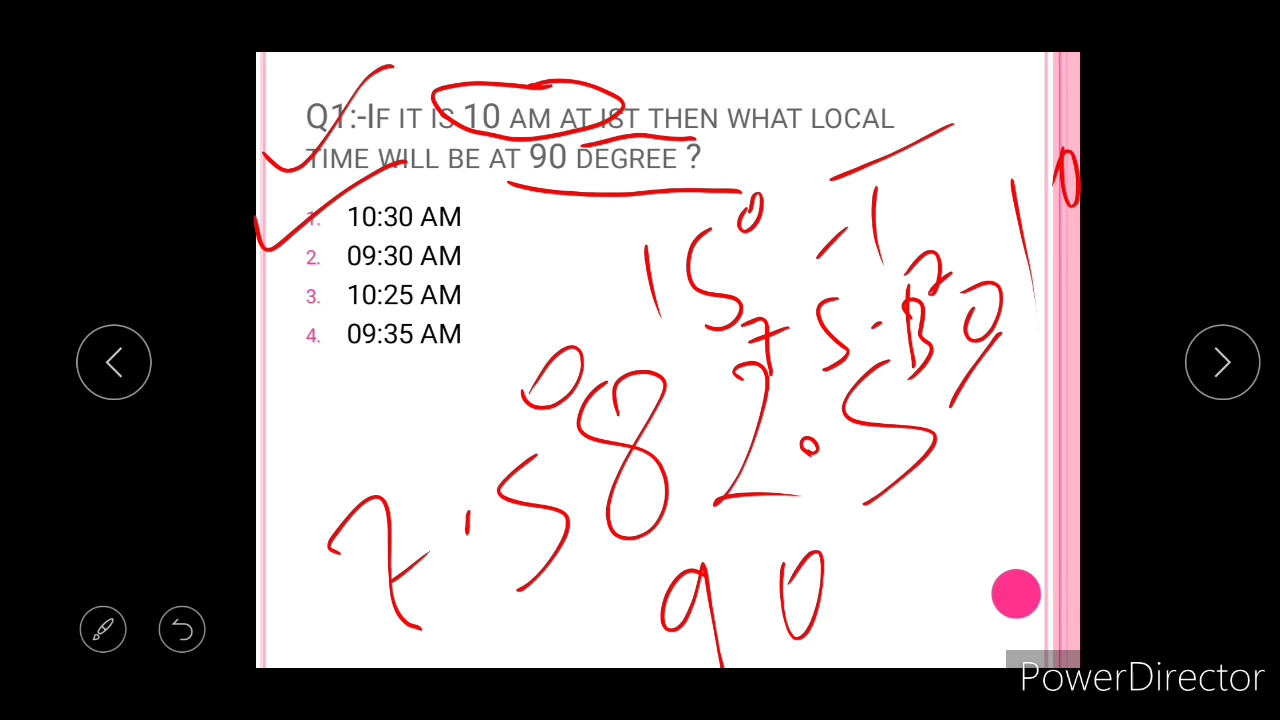 Q1:-IF IT IS 10 AM AT IST THEN WHAT LOCAL
TIME WILL BE AT 90 DEGREE ?
1. 10:30 AM
2. 09:30 AM
3. 10:25 AM
4. 09:35 AM
15°
82.5
7.5
90
PowerDirector